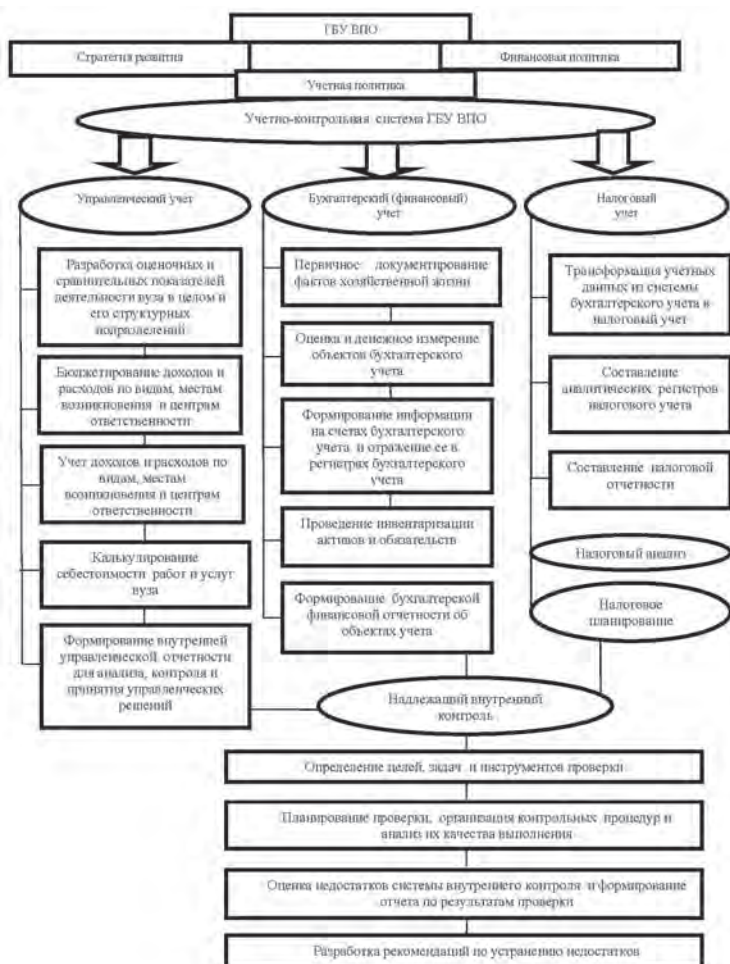 ГБУ ВПО
Стратегия развития
Финансовая политика
Учетная политика
Учетно-контрольная система ГБУ ВПО
Управленческий учет
Бухгалтерский (финансовый)
учет
Налоговый
учет
Разработка оценочных и
сравнительных показателей
деятельности вуза в целом и
его структурных
подразделений
Бюджетирование доходов и
расходов по видам, местам
возникновения и центрам
ответственности
Учет доходов и расходов по
видам, местам
возникновения и центрам
ответственности
Калькулирование
себестоимости работ и услуг
вуза
Формирование внутренней
управленческой отчетности
для анализа, контроля и
принятия управленческих
решений
Первичное документирование
фактов хозяйственной жизни
Оценка и денежное измерение
объектов бухгалтерского
учета
Формирование информации
на счетах бухгалтерского
учета и отражение ее в
регистрах бухгалтерского
учета
Проведение инвентаризации
активов и обязательств
Формирование бухгалтерской
финансовой отчетности об
объектах учета
Трансформация учетных
данных из системы
бухгалтерского учета в
налоговый учет
Составление
аналитических регистров
налогового учета
Составление налоговой
отчетности
Налоговый анализ
Налоговое
планирование
Надлежащий внутренний
контроль
Определение целей, задач и инструментов проверки
Планирование проверки, организация контрольных процедур и
анализ их качества выполнения
Оценка недостатков системы внутреннего контроля и формирование
отчета по результатам проверки
Разработка рекомендаций по устранению недостатков